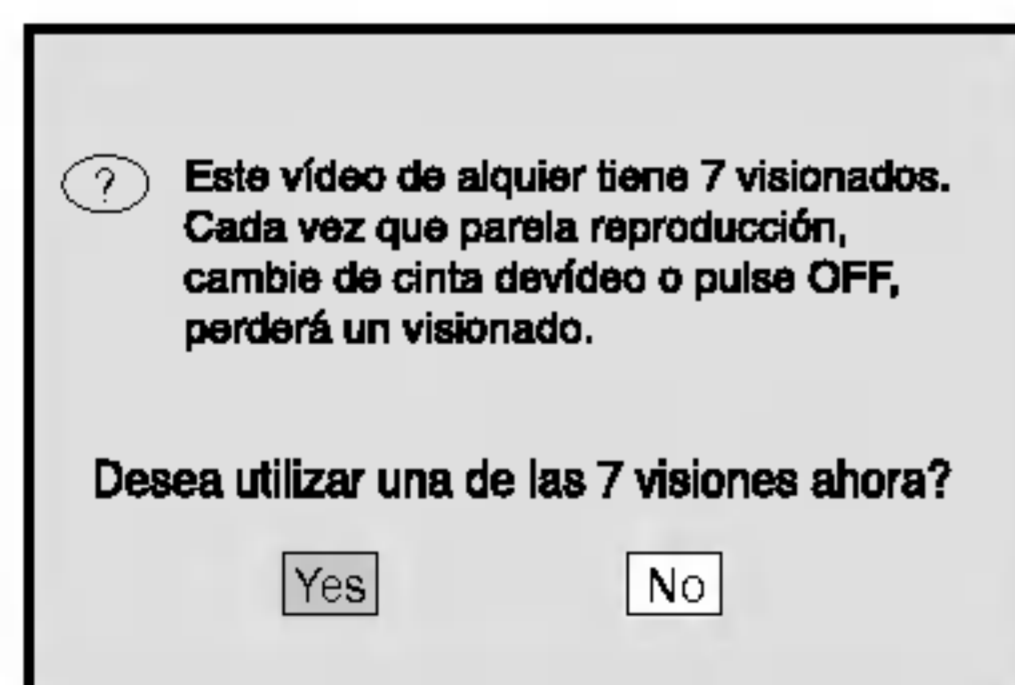 ?
Este vídeo de alquier tiene 7 visionados.
Cada vez que parela reproducción,
cambie de cinta devídeo o pulse OFF,
perderá un visionado.
Desea utilizar una de las 7 visiones ahora?
Yes No